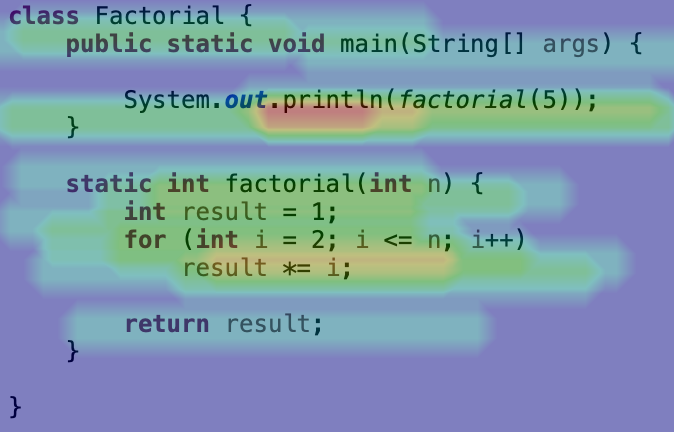 class Factorial {
    public static void main(String[] args) {
        System.out.println(factorial(5));
    }
    static int factorial(int n) {
        int result = 1;
        for (int i = 2; i <= n; i++)
            result *= i;
        return result;
    }
}